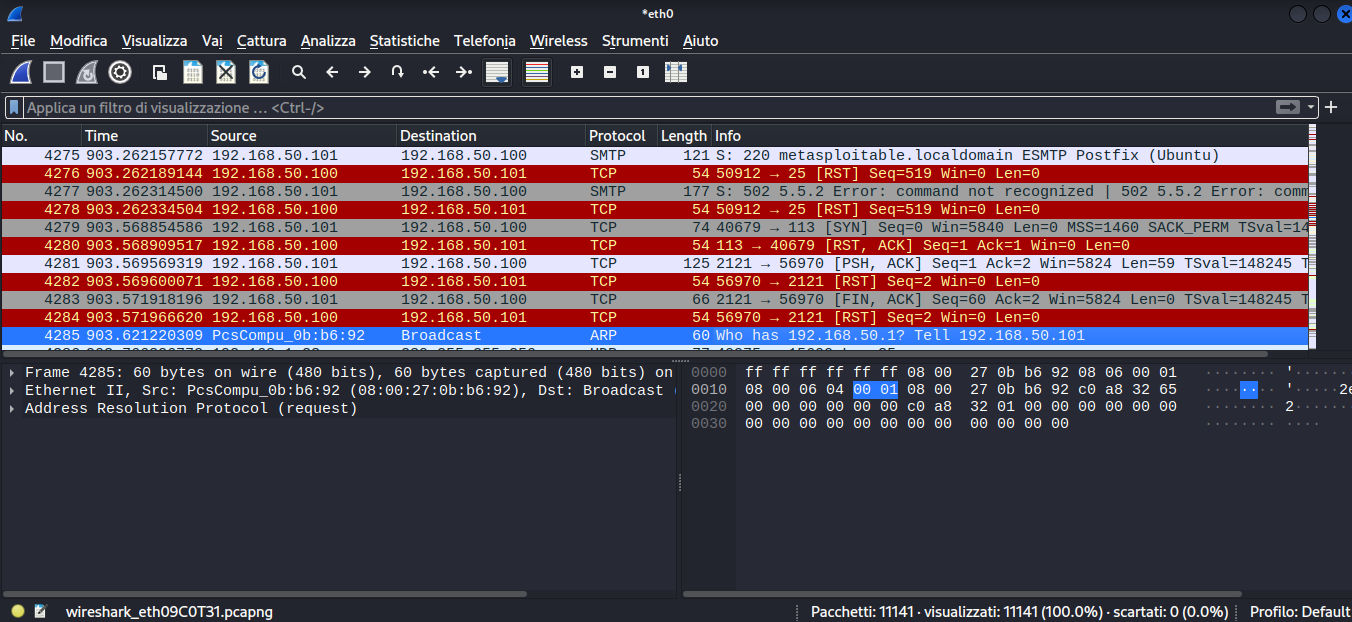 *eth0
File Modifica Visualizza Vai Cattura Analizza Statistiche Telefonia Wireless Strumenti Aiuto
Applica un filtro di visualizzazione … <Ctrl-/>
No. Time Source Destination Protocol Length Info
4275 903.262157772 192.168.50.101 192.168.50.100 SMTP 121 S: 220 metasploitable.localdomain ESMTP Postfix (Ubuntu)
4276 903.262189144 192.168.50.100 192.168.50.101 TCP 54 50912 → 25 [RST] Seq=519 Win=0 Len=0
4277 903.262314500 192.168.50.101 192.168.50.100 SMTP 177 S: 502 5.5.2 Error: command not recognized | 502 5.5.2 Error: comm
4278 903.262334504 192.168.50.100 192.168.50.101 TCP 54 50912 → 25 [RST] Seq=519 Win=0 Len=0
4279 903.568854586 192.168.50.101 192.168.50.100 TCP 74 40679 → 113 [SYN] Seq=0 Win=5840 Len=0 MSS=1460 SACK_PERM TSval=14
4280 903.568909517 192.168.50.100 192.168.50.101 TCP 54 113 → 40679 [RST, ACK] Seq=1 Ack=1 Win=0 Len=0
4281 903.569569319 192.168.50.101 192.168.50.100 TCP 125 2121 → 56970 [PSH, ACK] Seq=1 Ack=2 Win=5824 Len=59 TSval=148245 T
4282 903.569600071 192.168.50.100 192.168.50.101 TCP 54 56970 → 2121 [RST] Seq=2 Win=0 Len=0
4283 903.571918196 192.168.50.101 192.168.50.100 TCP 66 2121 → 56970 [FIN, ACK] Seq=60 Ack=2 Win=5824 Len=0 TSval=148245 T
4284 903.571966620 192.168.50.100 192.168.50.101 TCP 54 56970 → 2121 [RST] Seq=2 Win=0 Len=0
4285 903.621220309 PcsCompu_0b:b6:92 Broadcast ARP 60 Who has 192.168.50.1? Tell 192.168.50.101
Frame 4285: 60 bytes on wire (480 bits), 60 bytes captured (480 bits) on
Ethernet II, Src: PcsCompu_0b:b6:92 (08:00:27:0b:b6:92), Dst: Broadcast (
Address Resolution Protocol (request)
0000 ff ff ff ff ff ff 08 00 27 0b b6 92 08 06 00 01 ········ '·······
0010 08 00 06 04 00 01 08 00 27 0b b6 92 c0 a8 32 65 ········ '·····2e
0020 00 00 00 00 00 00 c0 a8 32 01 00 00 00 00 00 00 ········ 2·······
0030 00 00 00 00 00 00 00 00 00 00 00 00 ········ ····
wireshark_eth09C0T31.pcapng Pacchetti: 11141 · visualizzati: 11141 (100.0%) · scartati: 0 (0.0%) Profilo: Default